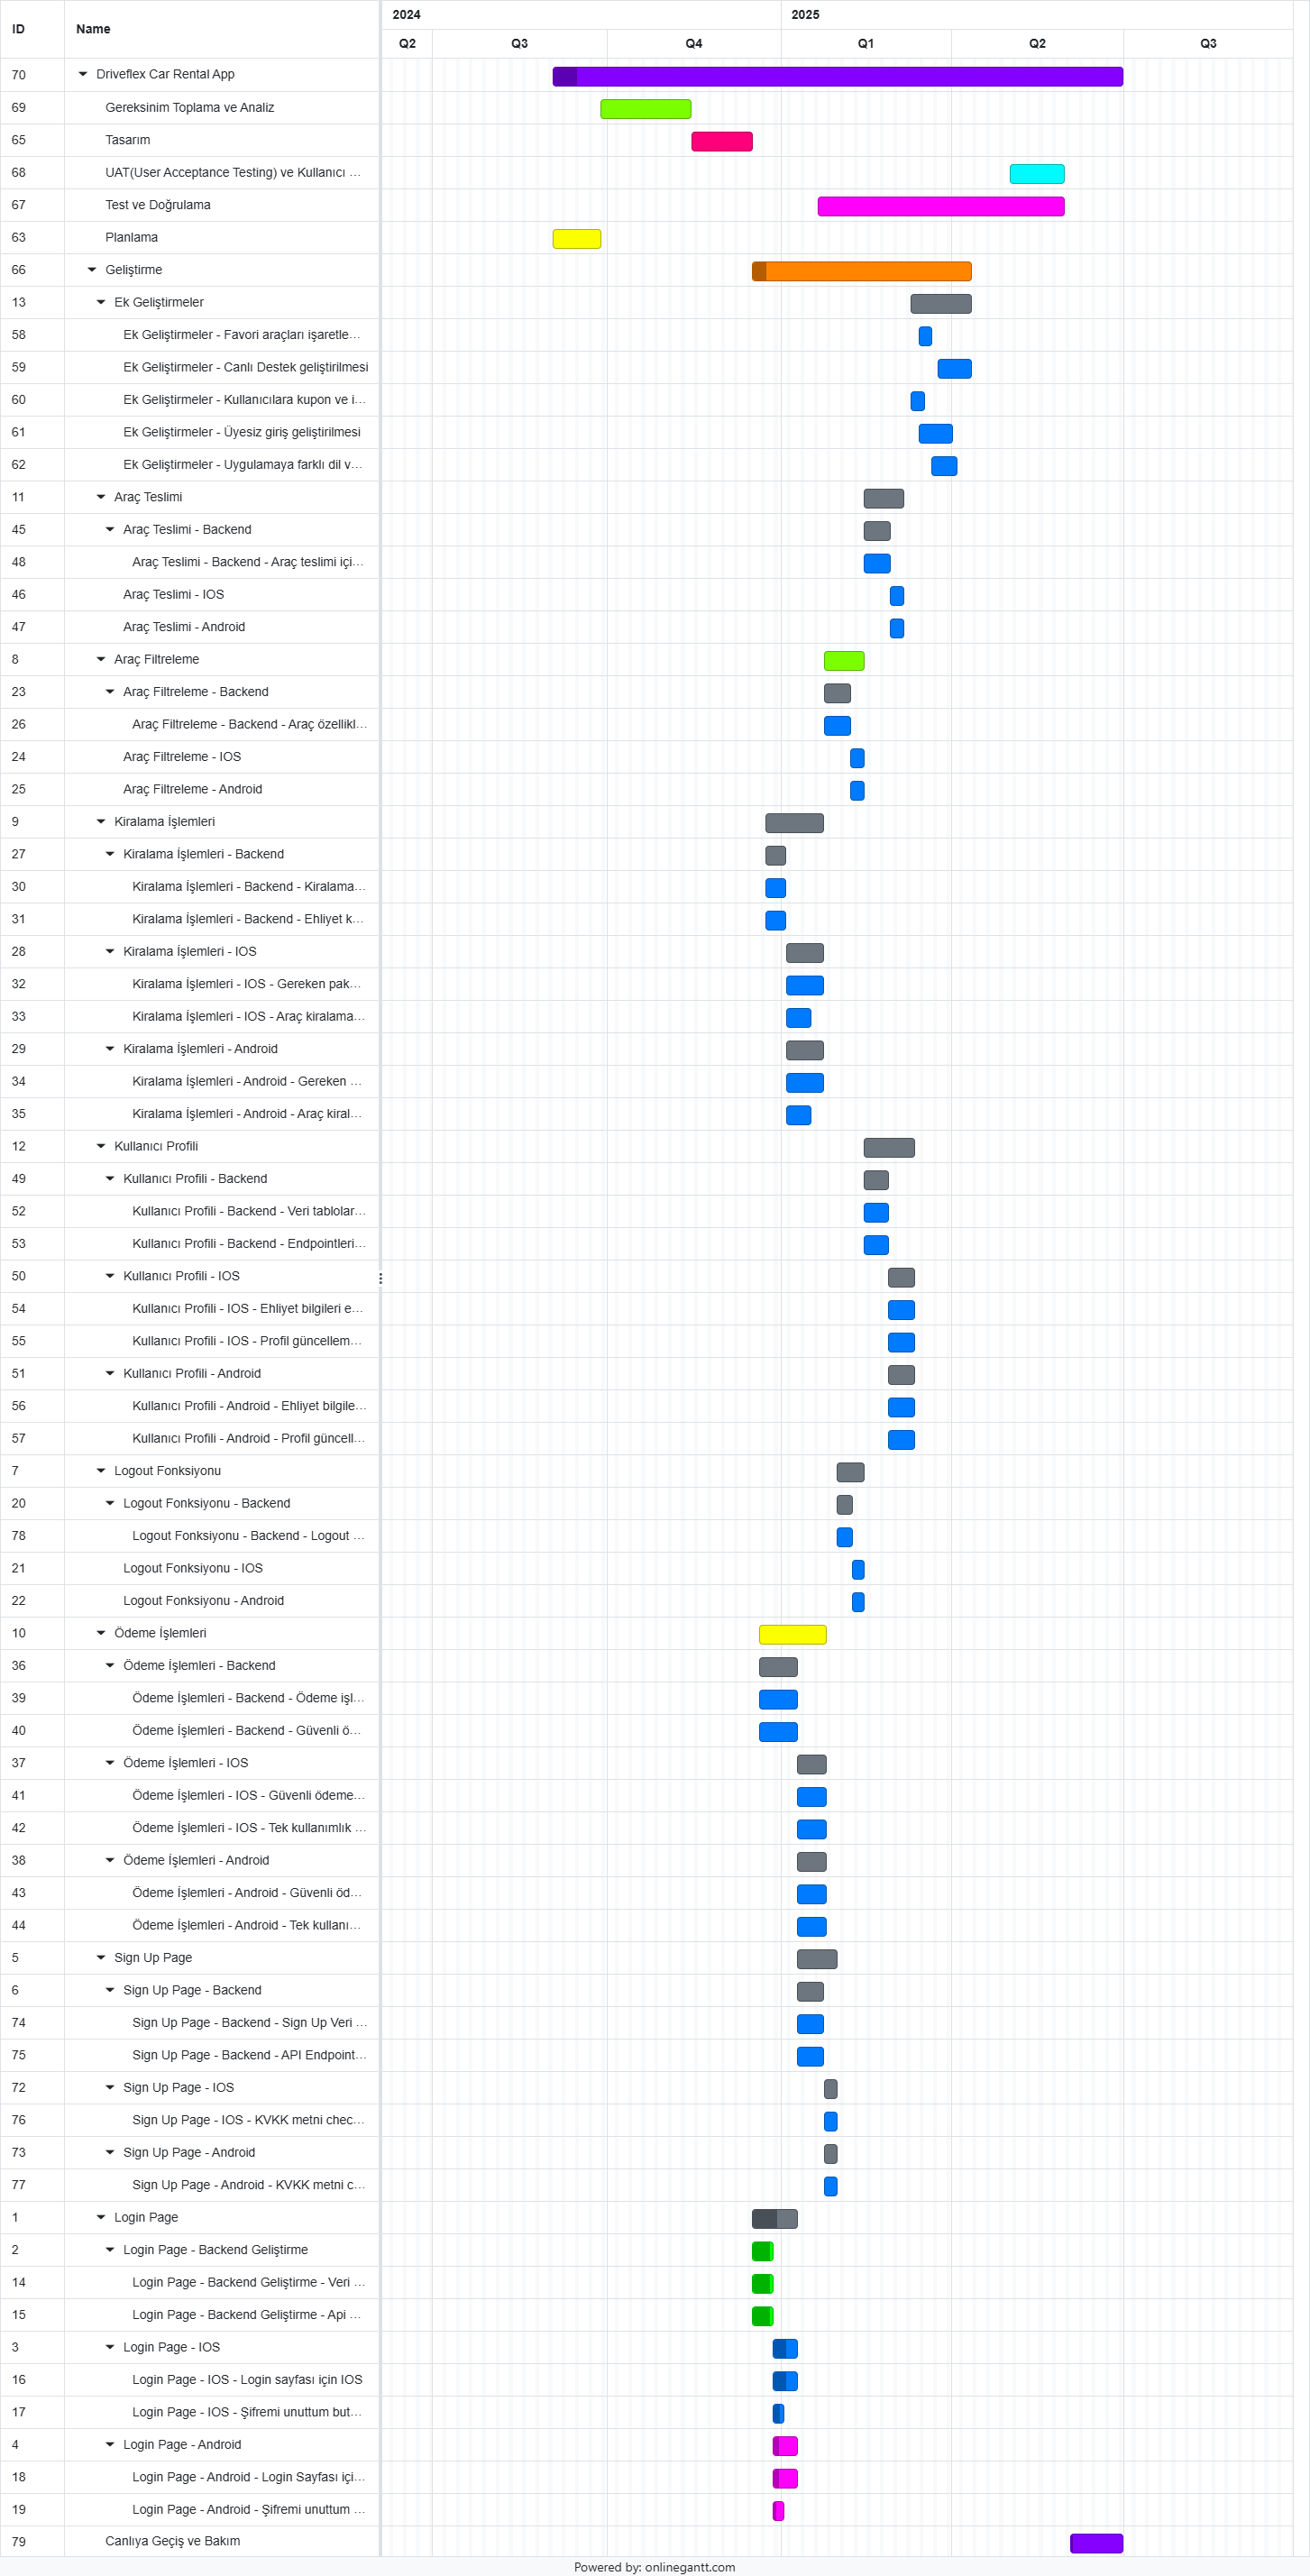 ID Name 2024 2025
Q2 Q3 Q4 Q1 Q2 Q3
70 Driveflex Car Rental App
69 Gereksinim Toplama ve Analiz
65 Tasarım
68 UAT(User Acceptance Testing) ve Kullanıcı ...
67 Test ve Doğrulama
63 Planlama
66 Geliştirme
13 Ek Geliştirmeler
58 Ek Geliştirmeler - Favori araçları işaretle...
59 Ek Geliştirmeler - Canlı Destek geliştirilmesi
60 Ek Geliştirmeler - Kullanıcılara kupon ve i...
61 Ek Geliştirmeler - Üyesiz giriş geliştirilmesi
62 Ek Geliştirmeler - Uygulamaya farklı dil v...
11 Araç Teslimi
45 Araç Teslimi - Backend
48 Araç Teslimi - Backend - Araç teslimi içi...
46 Araç Teslimi - IOS
47 Araç Teslimi - Android
8 Araç Filtreleme
23 Araç Filtreleme - Backend
26 Araç Filtreleme - Backend - Araç özellikl...
24 Araç Filtreleme - IOS
25 Araç Filtreleme - Android
9 Kiralama İşlemleri
27 Kiralama İşlemleri - Backend
30 Kiralama İşlemleri - Backend - Kiralama...
31 Kiralama İşlemleri - Backend - Ehliyet k...
28 Kiralama İşlemleri - IOS
32 Kiralama İşlemleri - IOS - Gereken pak...
33 Kiralama İşlemleri - IOS - Araç kiralama...
29 Kiralama İşlemleri - Android
34 Kiralama İşlemleri - Android - Gereken ...
35 Kiralama İşlemleri - Android - Araç kiral...
12 Kullanıcı Profili
49 Kullanıcı Profili - Backend
52 Kullanıcı Profili - Backend - Veri tablolar...
53 Kullanıcı Profili - Backend - Endpointleri...
50 Kullanıcı Profili - IOS
54 Kullanıcı Profili - IOS - Ehliyet bilgileri e...
55 Kullanıcı Profili - IOS - Profil güncellem...
51 Kullanıcı Profili - Android
56 Kullanıcı Profili - Android - Ehliyet bilgile...
57 Kullanıcı Profili - Android - Profil güncell...
7 Logout Fonksiyonu
20 Logout Fonksiyonu - Backend
78 Logout Fonksiyonu - Backend - Logout ...
21 Logout Fonksiyonu - IOS
22 Logout Fonksiyonu - Android
10 Ödeme İşlemleri
36 Ödeme İşlemleri - Backend
39 Ödeme İşlemleri - Backend - Ödeme işl...
40 Ödeme İşlemleri - Backend - Güvenli ö...
37 Ödeme İşlemleri - IOS
41 Ödeme İşlemleri - IOS - Güvenli ödeme...
42 Ödeme İşlemleri - IOS - Tek kullanımlık ...
38 Ödeme İşlemleri - Android
43 Ödeme İşlemleri - Android - Güvenli öd...
44 Ödeme İşlemleri - Android - Tek kullanı...
5 Sign Up Page
6 Sign Up Page - Backend
74 Sign Up Page - Backend - Sign Up Veri ...
75 Sign Up Page - Backend - API Endpoint...
72 Sign Up Page - IOS
76 Sign Up Page - IOS - KVKK metni chec...
73 Sign Up Page - Android
77 Sign Up Page - Android - KVKK metni c...
1 Login Page
2 Login Page - Backend Geliştirme
14 Login Page - Backend Geliştirme - Veri ...
15 Login Page - Backend Geliştirme - Api ...
3 Login Page - IOS
16 Login Page - IOS - Login sayfası için IOS
17 Login Page - IOS - Şifremi unuttum but...
4 Login Page - Android
18 Login Page - Android - Login Sayfası içi...
19 Login Page - Android - Şifremi unuttum ...
79 Canlıya Geçiş ve Bakım
Powered by: onlinegantt.com